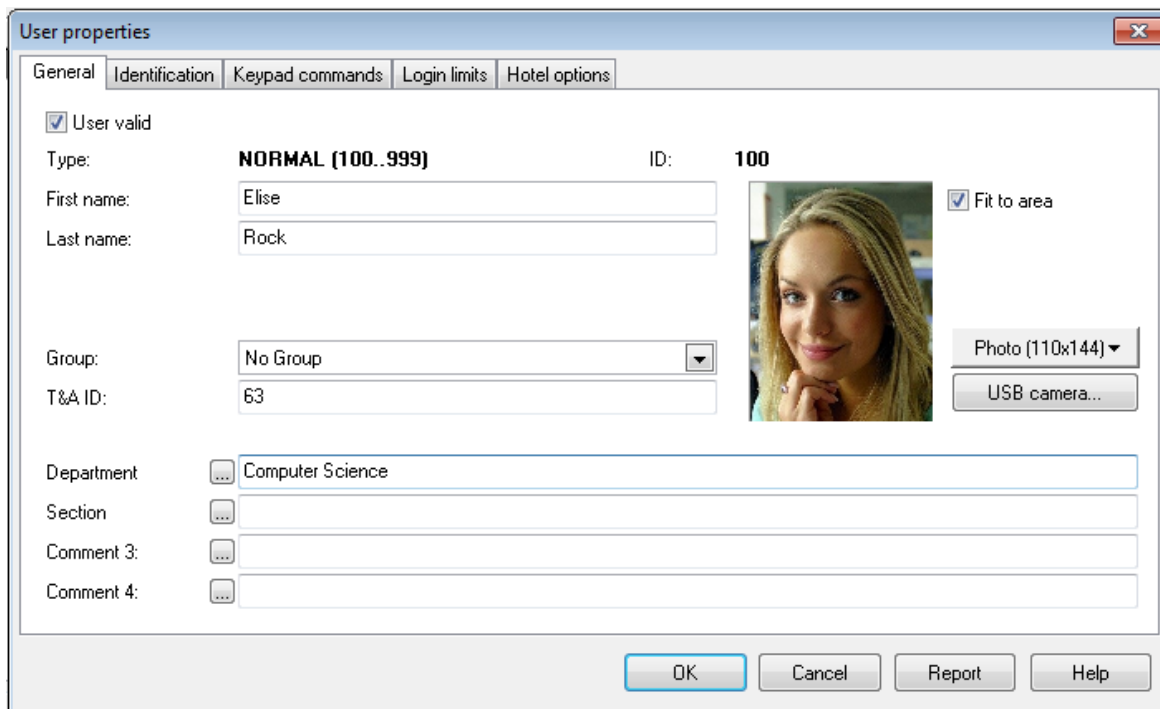 User properties
General Identification Keypad commands Login limits Hotel options
User valid
Type: NORMAL (100..999) ID: 100
First name: Elise Fit to area
Last name: Rock
Group: No Group Photo (110x144)
T&A ID: 63 USB camera...
Department ... Computer Science
Section ...
Comment 3: ...
Comment 4: ...
OK Cancel Report Help